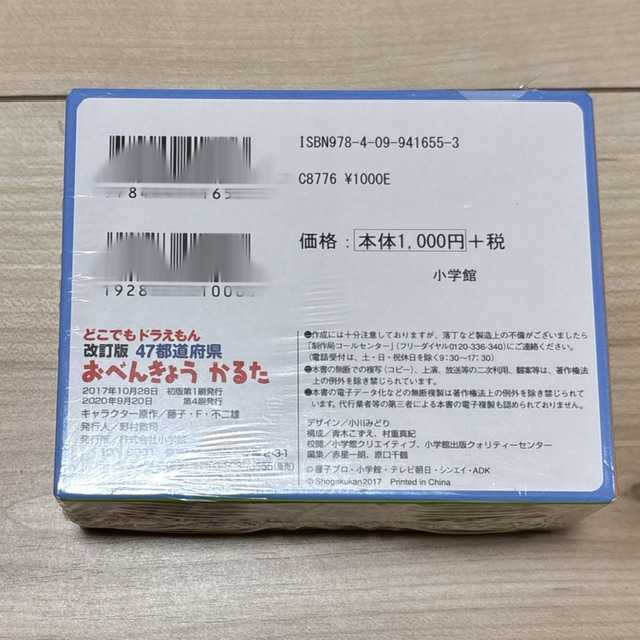 ISBN978-4-09-941655-3
C8776 ¥1000E
価格：本体1,000円＋税
小学館
1928
どこでもドラえもん
改訂版 47都道府県
おべんきょう かるた
2017年10月28日 初版第1刷発行
2020年9月20日 第4刷発行
キャラクター原作／藤子・F・不二雄
発行人／野村敦司
発行所／株式会社小学館
●作成には十分注意しておりますが、落丁など製造上の不備がございましたら
「制作局コールセンター」（フリーダイヤル0120-336-340）にご連絡ください。
（電話受付は、土・日・祝休日を除く9:30～17:30）
●本書の無断での複写（コピー）、上演、放送等の二次利用、翻案等は、著作権法
上の例外を除き禁じられています。
●本書の電子データ化などの無断複製は著作権法上の例外を除き禁じられて
います。代行業者等の第三者による本書の電子複製も認められておりません。
デザイン／小川みどり
構成／青木こずえ、村重真紀
校閲／小学館クリエイティブ、小学館出版クォリティーセンター
編集／赤星一朗、原口千鶴
©藤子プロ・小学館・テレビ朝日・シンエイ・ADK
© Shogakukan2017 Printed in China